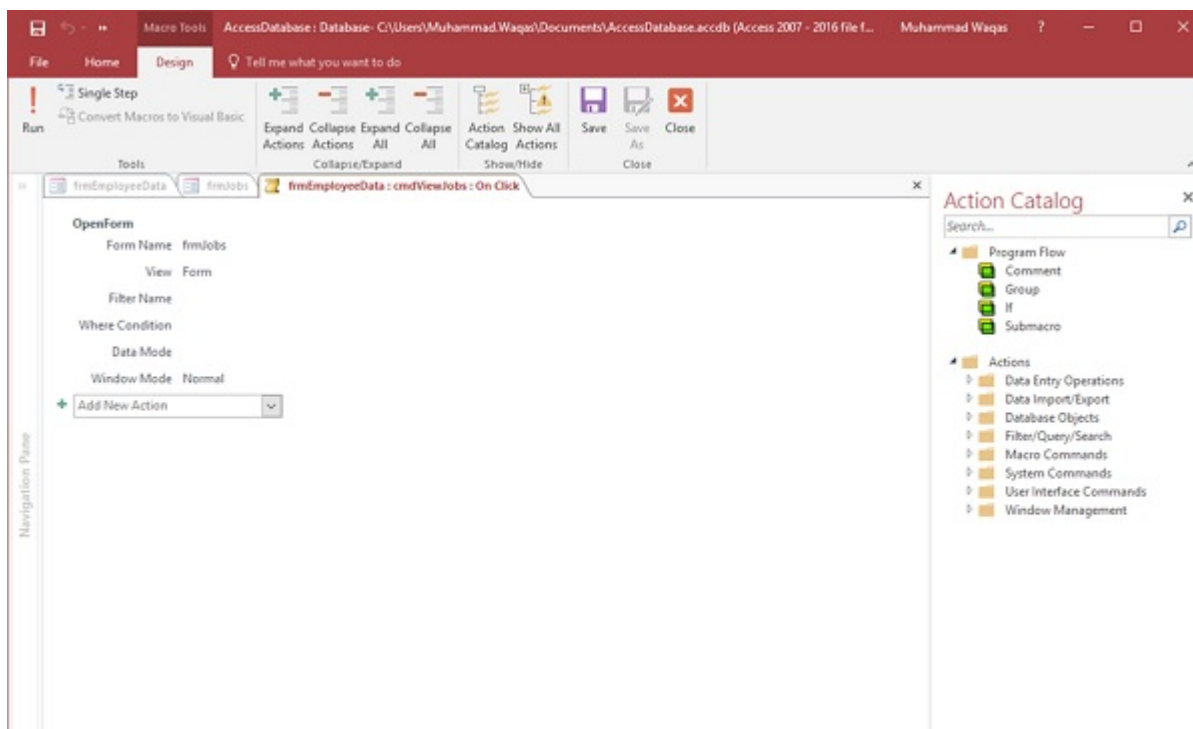 Macro Tools AccessDatabase : Database- C:\Users\Muhammad.Waqas\Documents\AccessDatabase.accdb (Access 2007 - 2016 file f... Muhammad Waqas ?
File Home Design Tell me what you want to do
Run
Single Step
Convert Macros to Visual Basic
Tools
Expand Actions
Collapse Actions
Expand All
Collapse All
Collapse/Expand
Action Catalog
Show All Actions
Show/Hide
Save
Save As
Close
Close
frmEmployeeData frmJobs frmEmployeeData : cmdViewJobs : On Click
Navigation Pane
OpenForm
Form Name frmJobs
View Form
Filter Name
Where Condition
Data Mode
Window Mode Normal
Add New Action
Action Catalog
Search...
Program Flow
Comment
Group
If
Submacro
Actions
Data Entry Operations
Data Import/Export
Database Objects
Filter/Query/Search
Macro Commands
System Commands
User Interface Commands
Window Management